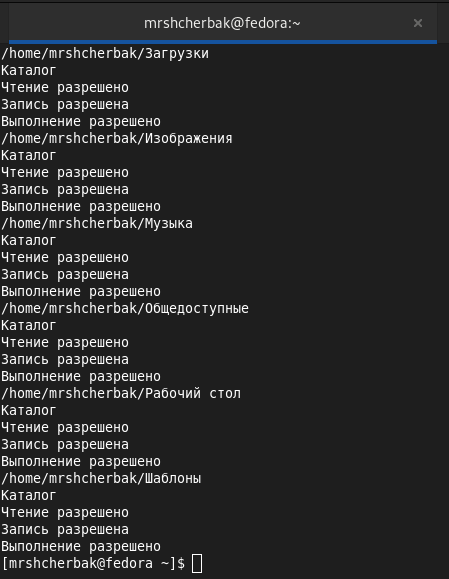 mrshcherbak@fedora:~
/home/mrshcherbak/Загрузки
Каталог
Чтение разрешено
Запись разрешена
Выполнение разрешено
/home/mrshcherbak/Изображения
Каталог
Чтение разрешено
Запись разрешена
Выполнение разрешено
/home/mrshcherbak/Музыка
Каталог
Чтение разрешено
Запись разрешена
Выполнение разрешено
/home/mrshcherbak/Общедоступные
Каталог
Чтение разрешено
Запись разрешена
Выполнение разрешено
/home/mrshcherbak/Рабочий стол
Каталог
Чтение разрешено
Запись разрешена
Выполнение разрешено
/home/mrshcherbak/Шаблоны
Каталог
Чтение разрешено
Запись разрешена
Выполнение разрешено
[mrshcherbak@fedora ~]$